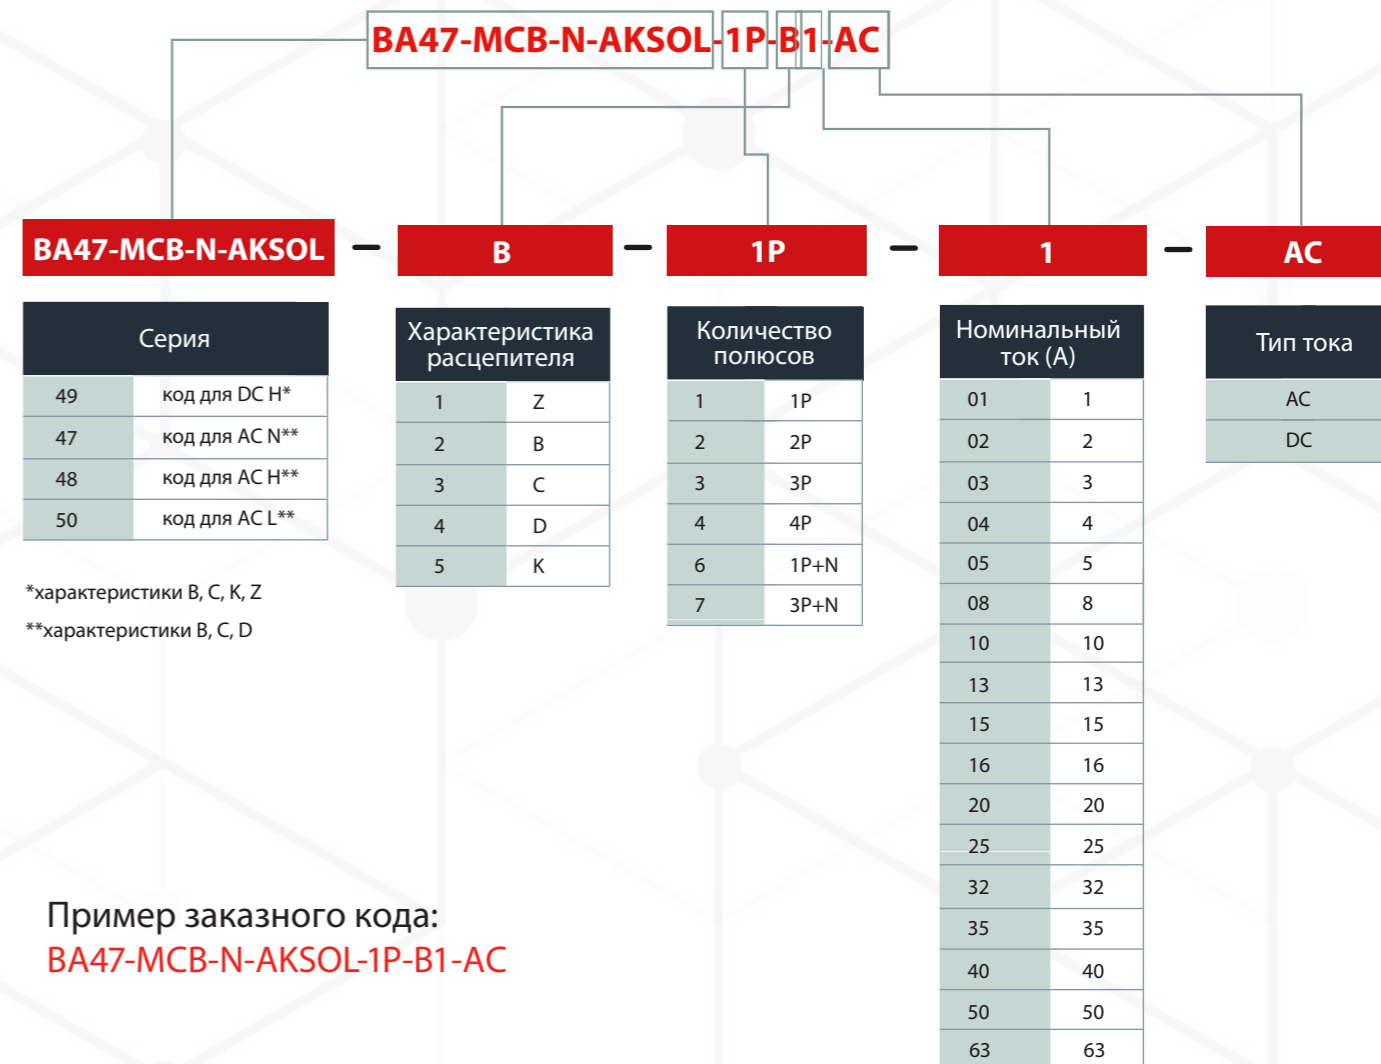 BA47-MCB-N-AKSOL-1P-B1-AC
BA47-MCB-N-AKSOL – B – 1P – 1 – AC
Серия
49 код для DC H*
47 код для AC N**
48 код для AC H**
50 код для AC L**
*характеристики B, C, K, Z
**характеристики B, C, D
Характеристика
расцепителя
1 Z
2 B
3 C
4 D
5 K
Количество
полюсов
1 1P
2 2P
3 3P
4 4P
6 1P+N
7 3P+N
Номинальный
ток (А)
01 1
02 2
03 3
04 4
05 5
08 8
10 10
13 13
15 15
16 16
20 20
25 25
32 32
35 35
40 40
50 50
63 63
Тип тока
AC
DC
Пример заказного кода:
BA47-MCB-N-AKSOL-1P-B1-AC